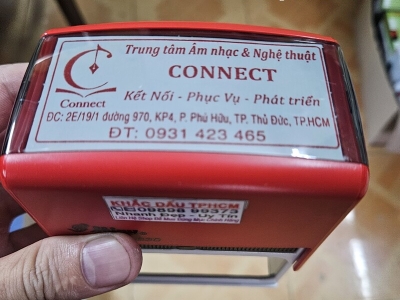 Trung tâm Âm nhạc & Nghệ thuật
CONNECT
Connect
Kết Nối - Phục Vụ - Phát triển
ĐC: 2E/19/1 đường 970, KP4, P. Phú Hữu, TP. Thủ Đức, TP.HCM
ĐT: 0931 423 465
KHẮC DẤU TPHCM
09898 99373
Nhanh Đẹp - Uy Tín